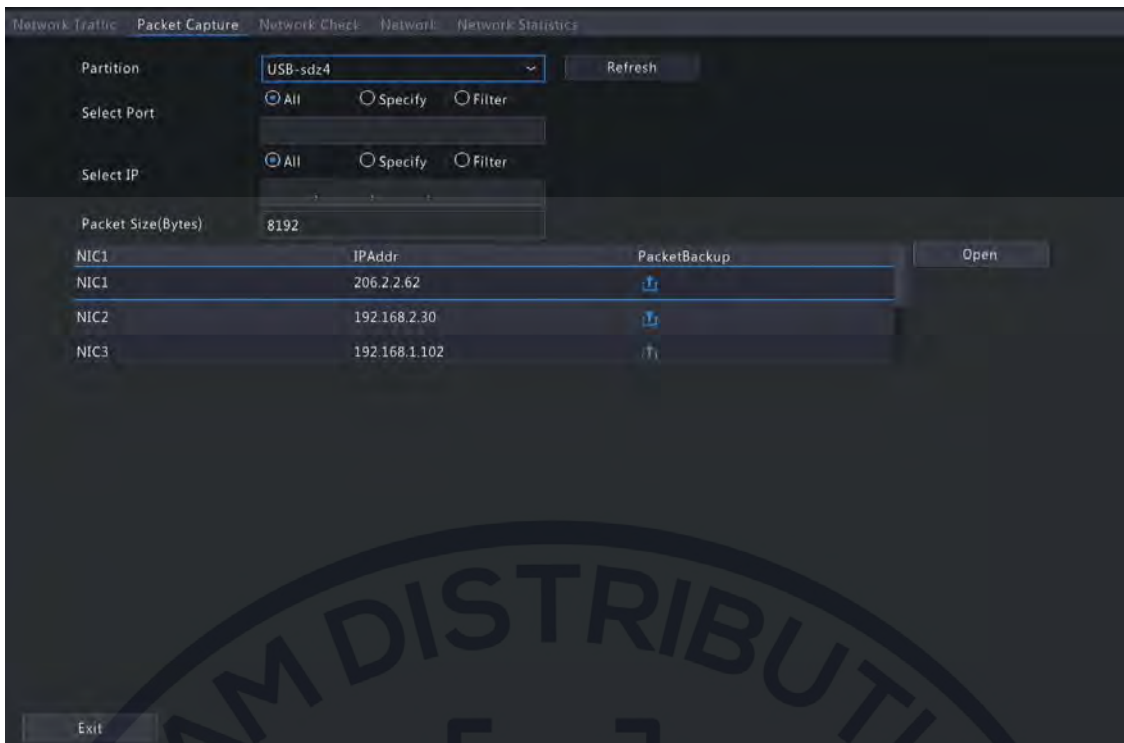 Network Traffic Packet Capture Network Check Network Network Statistics
Partition USB-sdz4 Refresh
All Specify Filter
Select Port
All Specify Filter
Select IP
Packet Size(Bytes) 8192
NIC1 IPAddr PacketBackup Open
NIC1 206.2.2.62
NIC2 192.168.2.30
NIC3 192.168.1.102
AM DISTRIBUTI
Exit